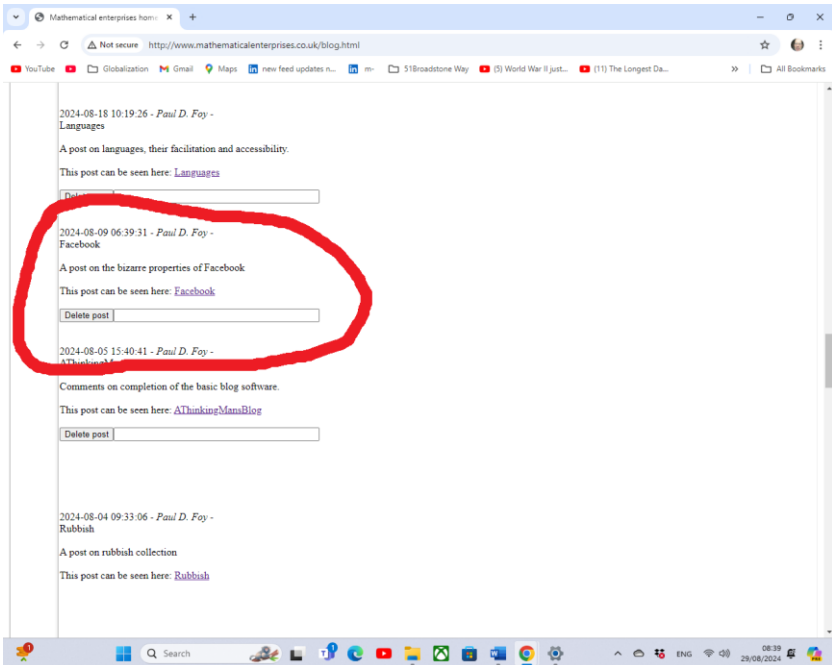 Mathematical enterprises hom
Not secure http://www.mathematicalenterprises.co.uk/blog.html
YouTube Globalization Gmail Maps new feed updates n... m- 51Broadstone Way (5) World War II just... (11) The Longest Da... All Bookmarks
2024-08-18 10:19:26 - Paul D. Foy -
Languages
A post on languages, their facilitation and accessibility.
This post can be seen here: Languages
Delete
2024-08-09 06:39:31 - Paul D. Foy -
Facebook
A post on the bizarre properties of Facebook
This post can be seen here: Facebook
Delete post
2024-08-05 15:40:41 - Paul D. Foy -
Comments on completion of the basic blog software.
This post can be seen here: AThinkingMansBlog
Delete post
2024-08-04 09:33:06 - Paul D. Foy -
Rubbish
A post on rubbish collection
This post can be seen here: Rubbish
Search ENG 08:39
29/08/2024